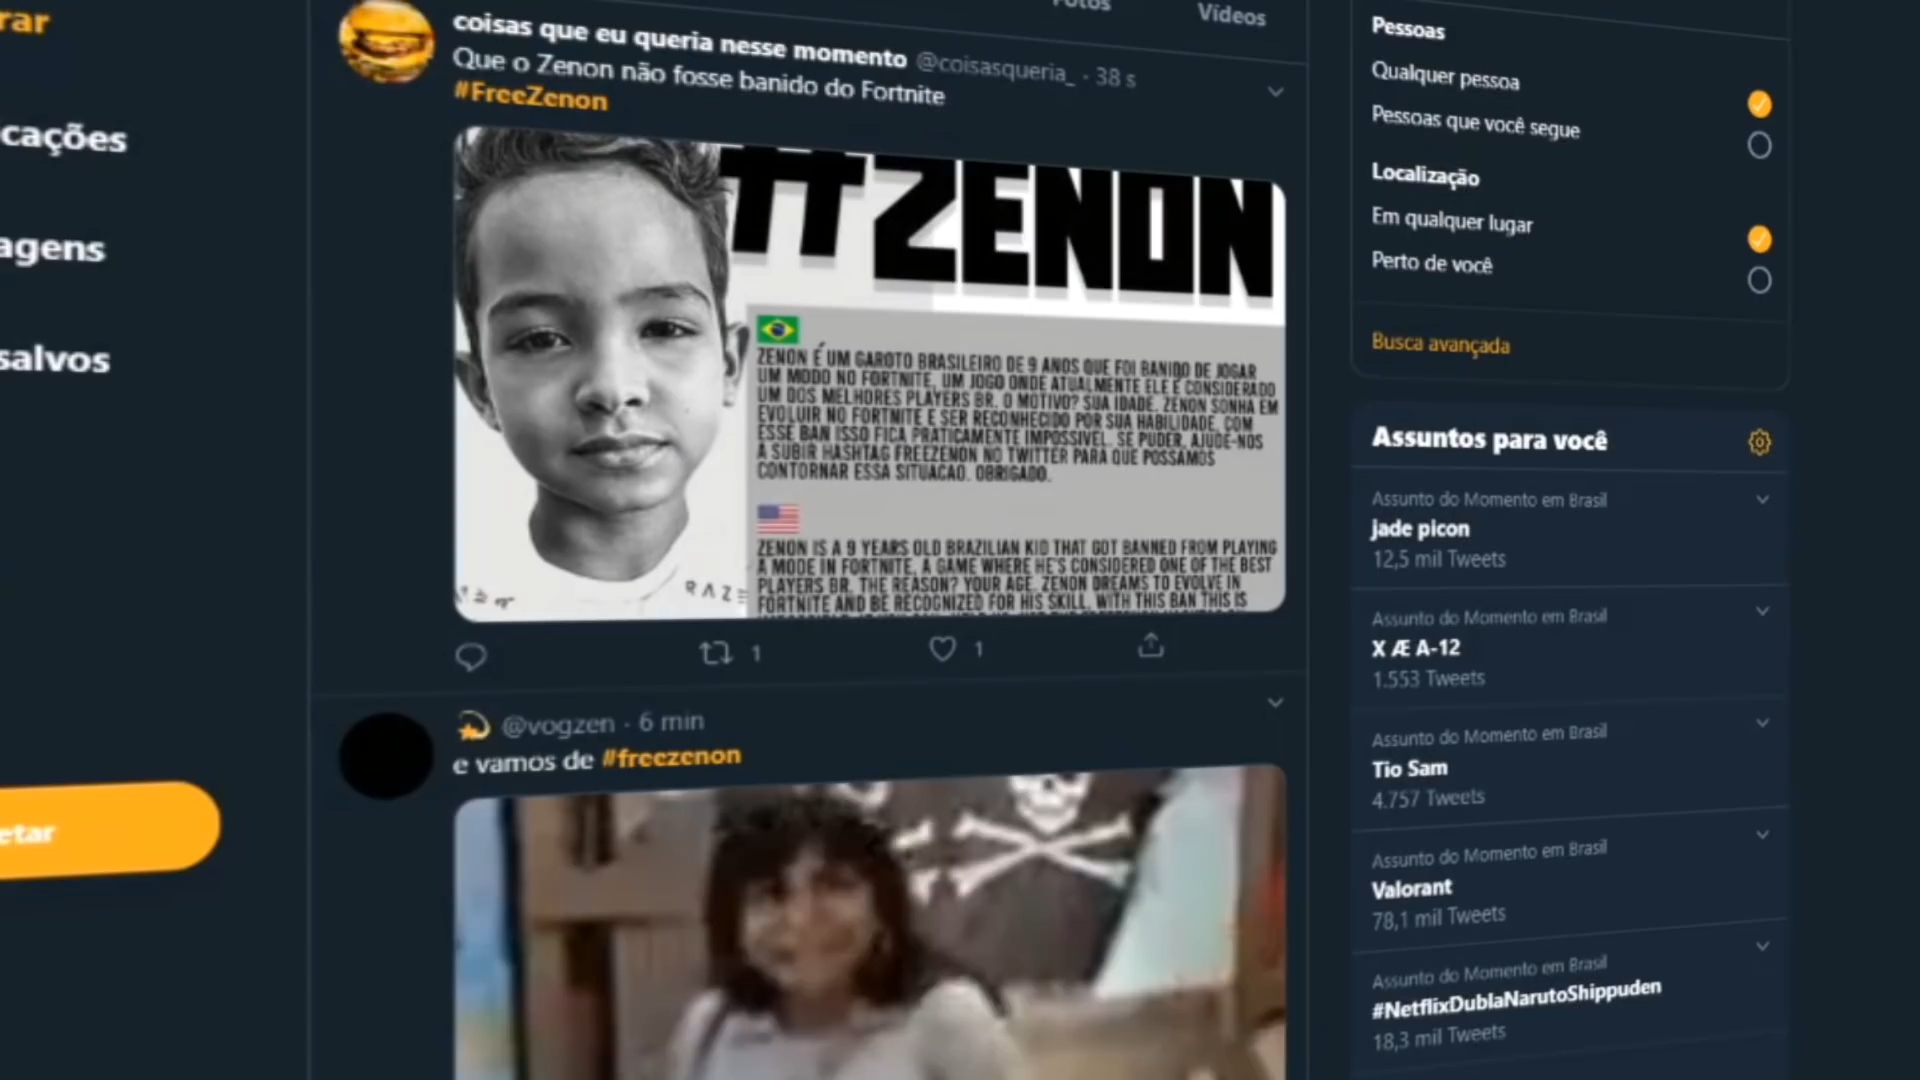 rar
cações
agens
salvos
etar
Fotos
Vídeos
coisas que eu queria nesse momento @coisasqueria_ · 38 s
Que o Zenon não fosse banido do Fortnite
#FreeZenon
#ZENON
ZENON É UM GAROTO BRASILEIRO DE 9 ANOS QUE FOI BANIDO DE JOGAR
UM MODO NO FORTNITE, UM JOGO ONDE ATUALMENTE ELE É CONSIDERADO
UM DOS MELHORES PLAYERS BR. O MOTIVO? SUA IDADE. ZENON SONHA EM
EVOLUIR NO FORTNITE E SER RECONHECIDO POR SUA HABILIDADE, COM
ESSE BAN ISSO FICA PRATICAMENTE IMPOSSIVEL. SE PUDER, AJUDE-NOS
A SUBIR HASHTAG FREEZENON NO TWITTER PARA QUE POSSAMOS
CONTORNAR ESSA SITUACAO. OBRIGADO.
ZENON IS A 9 YEARS OLD BRAZILIAN KID THAT GOT BANNED FROM PLAYING
A MODE IN FORTNITE, A GAME WHERE HE'S CONSIDERED ONE OF THE BEST
PLAYERS BR. THE REASON? YOUR AGE. ZENON DREAMS TO EVOLVE IN
FORTNITE AND BE RECOGNIZED FOR HIS SKILL, WITH THIS BAN THIS IS
RAZE
1
1
@vogzen · 6 min
e vamos de #freezenon
Pessoas
Qualquer pessoa
Pessoas que você segue
Localização
Em qualquer lugar
Perto de você
Busca avançada
Assuntos para você
Assunto do Momento em Brasil
jade picon
12,5 mil Tweets
Assunto do Momento em Brasil
X Æ A-12
1.553 Tweets
Assunto do Momento em Brasil
Tio Sam
4.757 Tweets
Assunto do Momento em Brasil
Valorant
78,1 mil Tweets
Assunto do Momento em Brasil
#NetflixDublaNarutoShippuden
18,3 mil Tweets